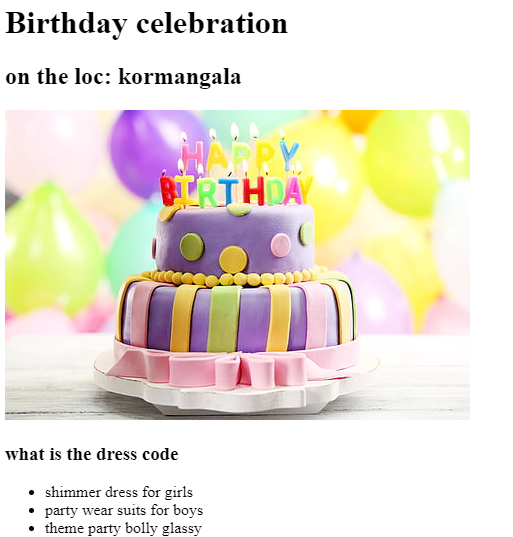 Birthday celebration
on the loc: kormangala
HAPPY
BIRTHDAY
what is the dress code
shimmer dress for girls
party wear suits for boys
theme party bolly glassy